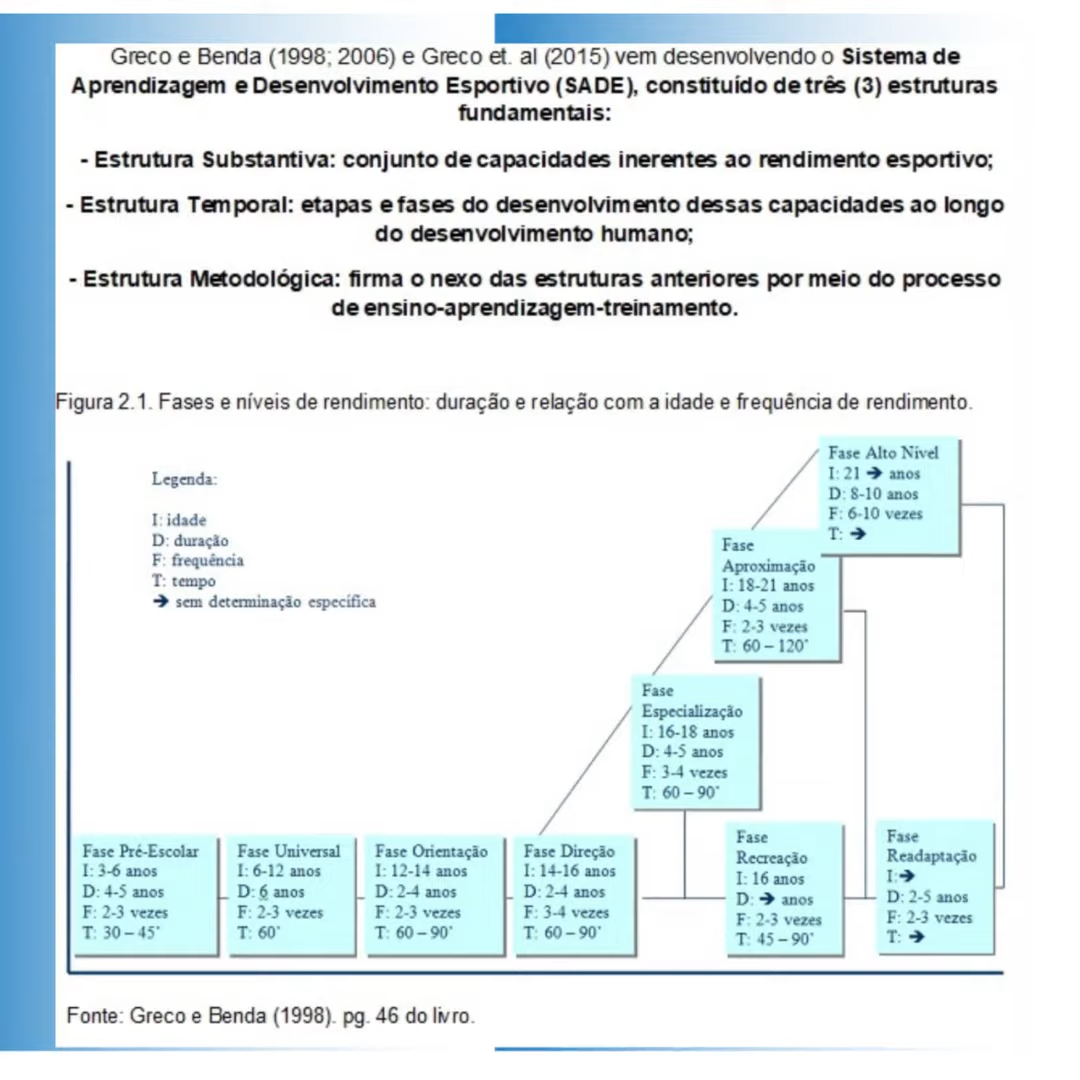 Greco e Benda (1998; 2006) e Greco et. al (2015) vem desenvolvendo o Sistema de
Aprendizagem e Desenvolvimento Esportivo (SADE), constituído de três (3) estruturas
fundamentais:
- Estrutura Substantiva: conjunto de capacidades inerentes ao rendimento esportivo;
- Estrutura Temporal: etapas e fases do desenvolvimento dessas capacidades ao longo
do desenvolvimento humano;
- Estrutura Metodológica: firma o nexo das estruturas anteriores por meio do processo
de ensino-aprendizagem-treinamento.
Figura 2.1. Fases e níveis de rendimento: duração e relação com a idade e frequência de rendimento.
Legenda:
I: idade
D: duração
F: frequência
T: tempo
➔ sem determinação específica
Fase Alto Nível
I: 21 ➔ anos
D: 8-10 anos
F: 6-10 vezes
T: ➔
Fase
Aproximação
I: 18-21 anos
D: 4-5 anos
F: 2-3 vezes
T: 60 – 120'
Fase
Especialização
I: 16-18 anos
D: 4-5 anos
F: 3-4 vezes
T: 60 – 90'
Fase Pré-Escolar
I: 3-6 anos
D: 4-5 anos
F: 2-3 vezes
T: 30 – 45'
Fase Universal
I: 6-12 anos
D: 6 anos
F: 2-3 vezes
T: 60'
Fase Orientação
I: 12-14 anos
D: 2-4 anos
F: 2-3 vezes
T: 60 – 90'
Fase Direção
I: 14-16 anos
D: 2-4 anos
F: 3-4 vezes
T: 60 – 90'
Fase
Recreação
I: 16 anos
D: ➔ anos
F: 2-3 vezes
T: 45 – 90'
Fase
Readaptação
I:➔
D: 2-5 anos
F: 2-3 vezes
T: ➔
Fonte: Greco e Benda (1998). pg. 46 do livro.